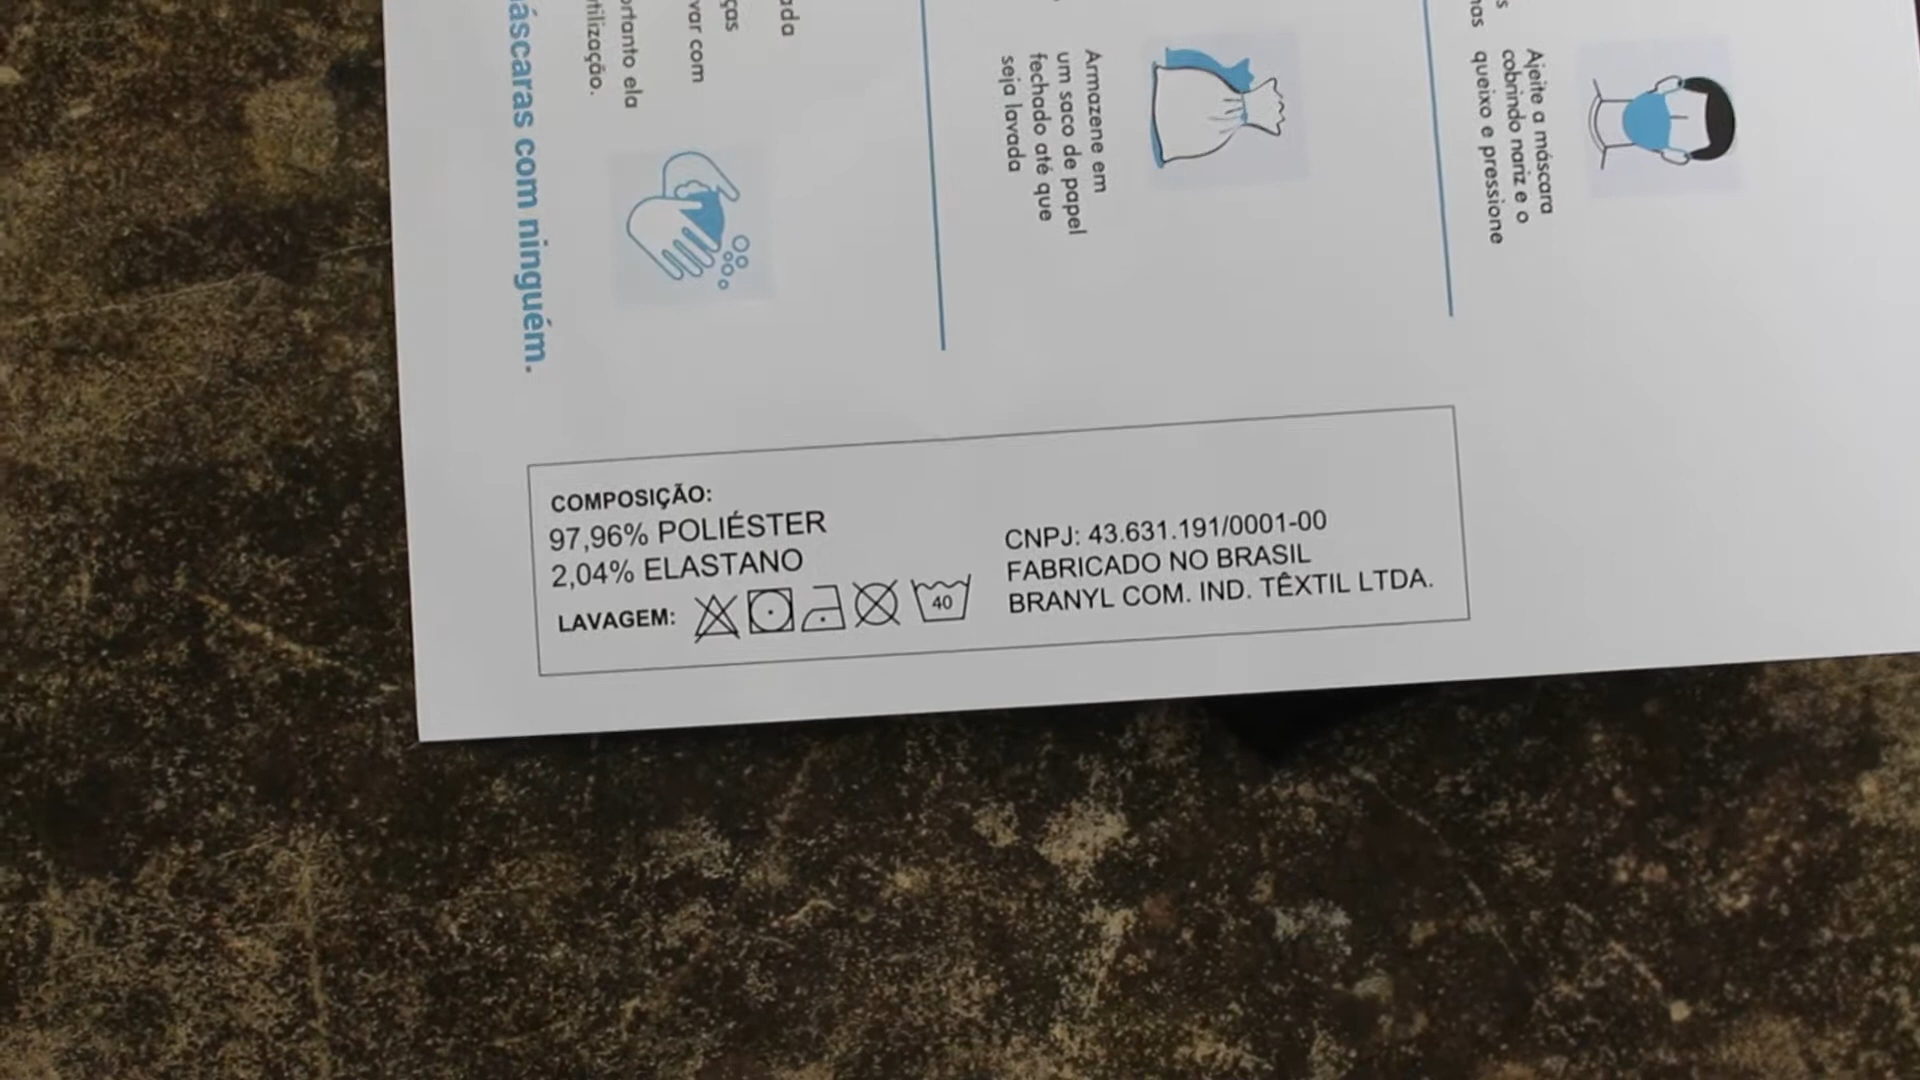 COMPOSIÇÃO:
97,96% POLIÉSTER
2,04% ELASTANO
LAVAGEM:
40
CNPJ: 43.631.191/0001-00
FABRICADO NO BRASIL
BRANYL COM. IND. TÊXTIL LTDA.
Ajeite a máscara
cobrindo nariz e o
queixo e pressione
Armazene em
um saco de papel
fechado até que
seja lavada
com
ela
com ninguém.